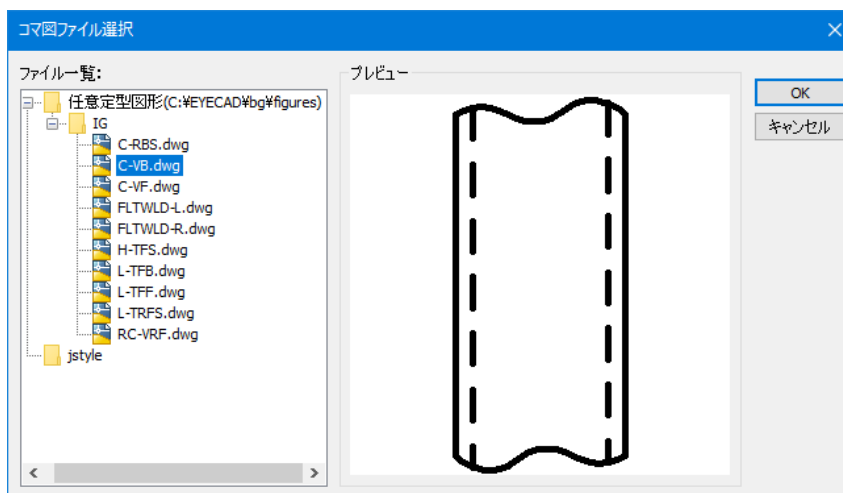 コマ図ファイル選択
ファイル一覧:
任意定型図形(C:¥EYECAD¥bg¥figures)
IG
C-RBS.dwg
C-VB.dwg
C-VF.dwg
FLTWLD-L.dwg
FLTWLD-R.dwg
H-TFS.dwg
L-TFB.dwg
L-TFF.dwg
L-TRFS.dwg
RC-VRF.dwg
jstyle
プレビュー
OK
キャンセル